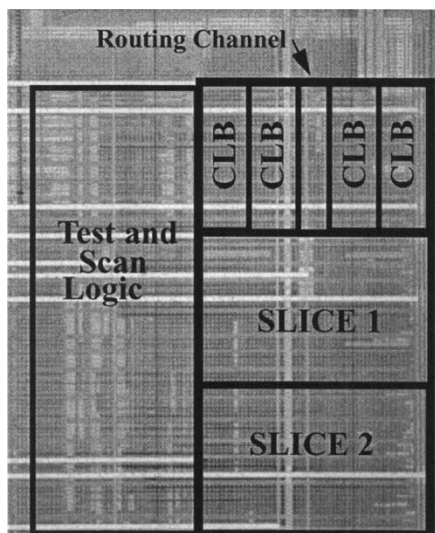 Routing Channel
CLB
CLB
CLB
CLB
Test and
Scan
Logic
SLICE 1
SLICE 2